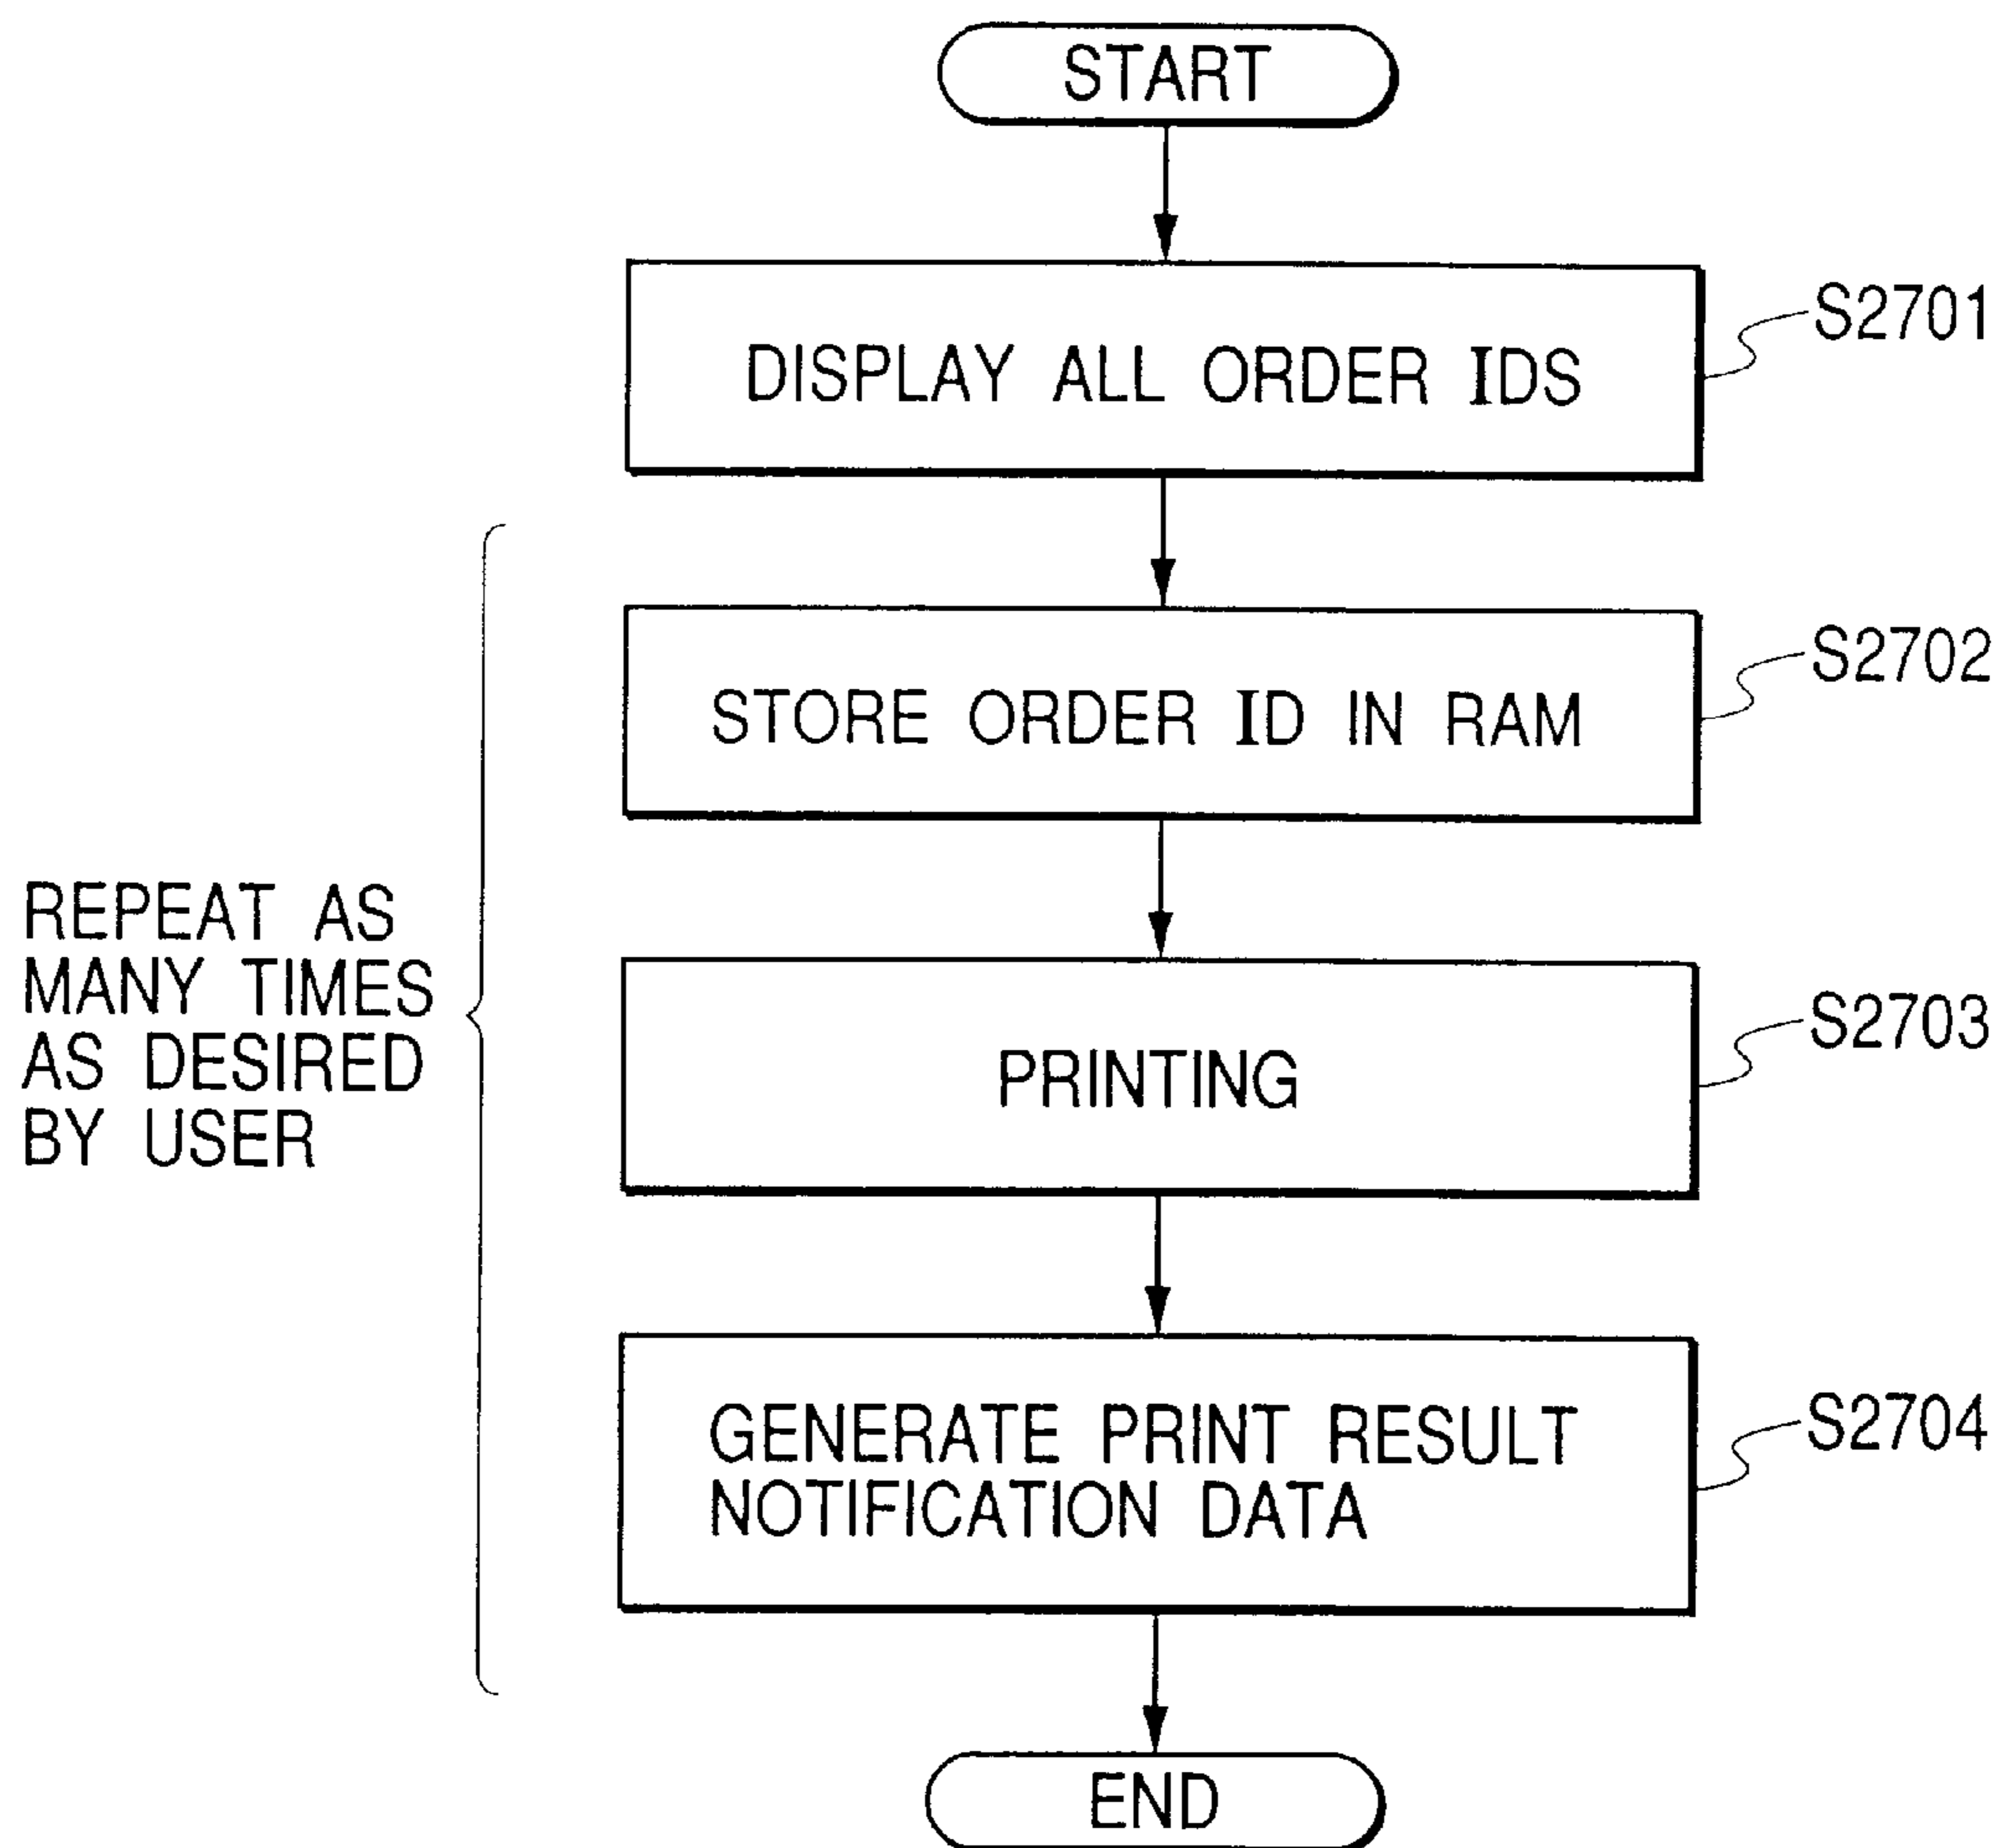 START
DISPLAY ALL ORDER IDS
S2701
STORE ORDER ID IN RAM
S2702
REPEAT AS
MANY TIMES
AS DESIRED
BY USER
PRINTING
S2703
GENERATE PRINT RESULT
NOTIFICATION DATA
S2704
END